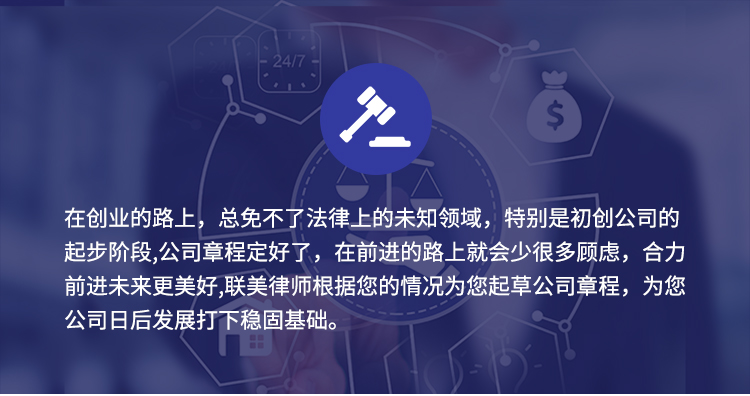 24/7
在创业的路上，总免不了法律上的未知领域，特别是初创公司的
起步阶段,公司章程定好了，在前进的路上就会少很多顾虑，合力
前进未来更美好,联美律师根据您的情况为您起草公司章程，为您
公司日后发展打下稳固基础。